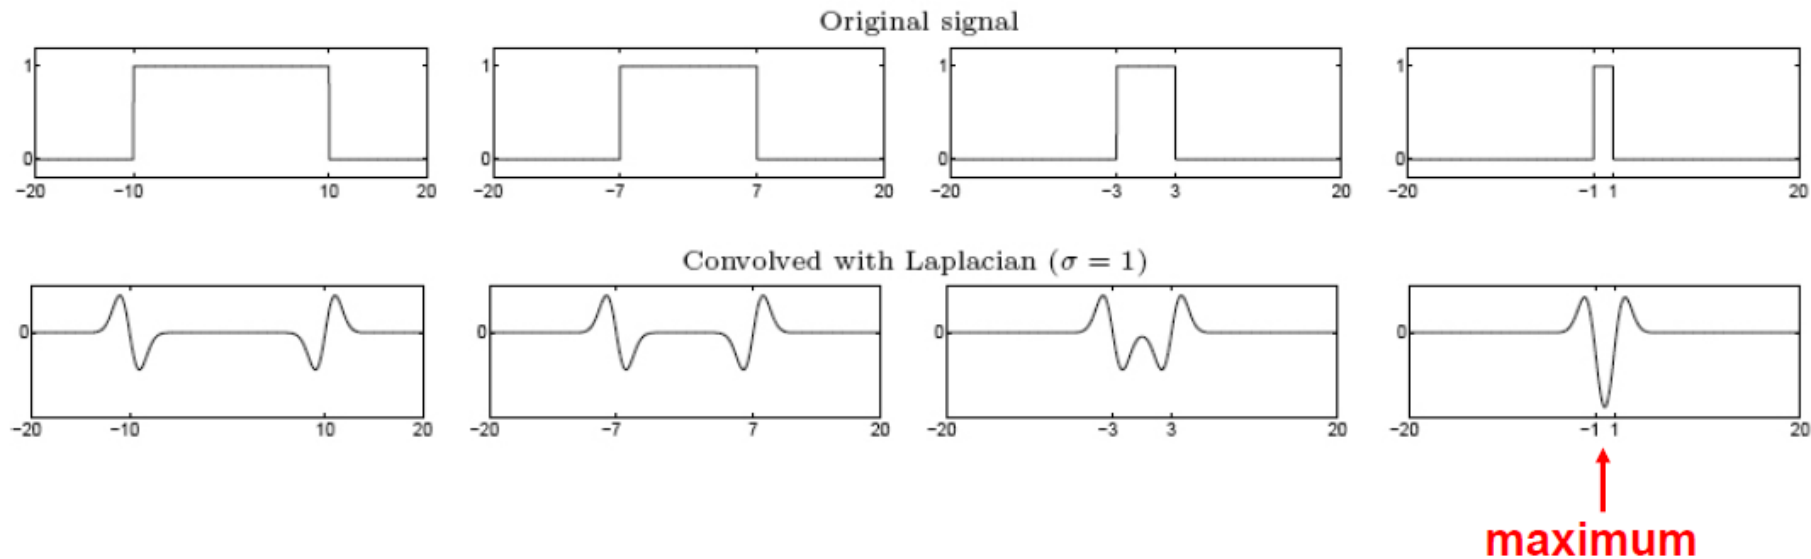 Original signal
1 1 1 1
0 0 0 0
−20 −10 10 20 −20 −7 7 20 −20 −3 3 20 −20 −1 1 20
Convolved with Laplacian (σ = 1)
0 0 0 0
−20 −10 10 20 −20 −7 7 20 −20 −3 3 20 −20 −1 1 20
maximum